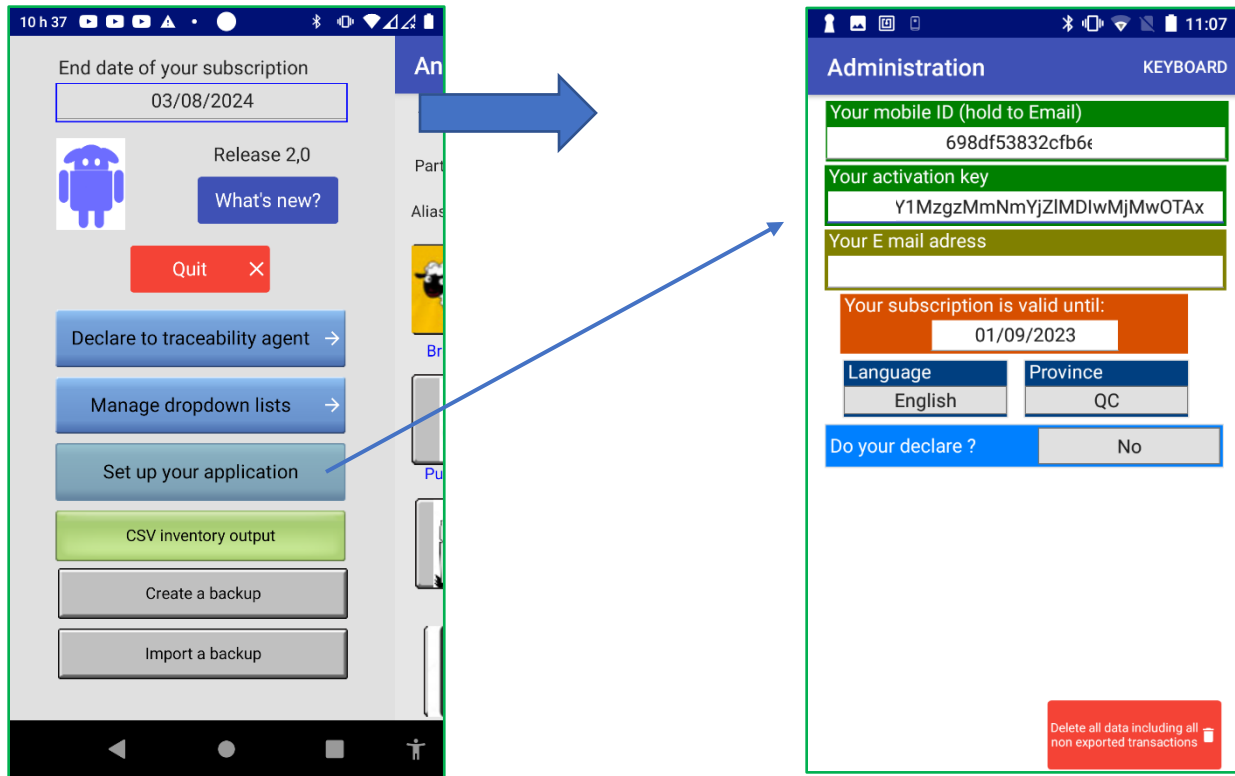 10 h 37
End date of your subscription
03/08/2024
Release 2,0
What's new?
Quit
Declare to traceability agent
Manage dropdown lists
Set up your application
CSV inventory output
Create a backup
Import a backup
An
Part
Alias
Br
Pu
11:07
Administration KEYBOARD
Your mobile ID (hold to Email)
698df53832cfb6
Your activation key
Y1MzgzMmNmYjZlMDIwMjMwOTAx
Your E mail adress
Your subscription is valid until:
01/09/2023
Language Province
English QC
Do your declare ? No
Delete all data including all
non exported transactions